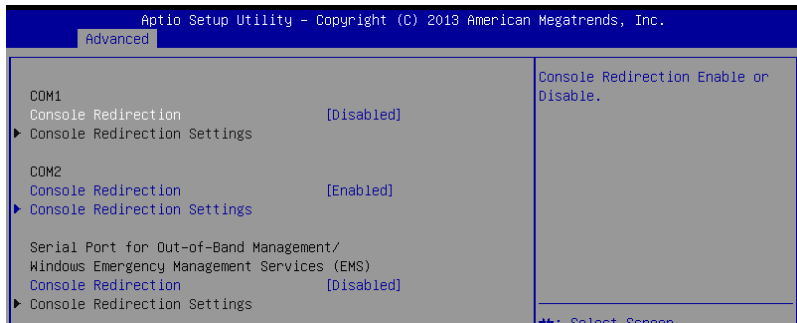 Aptio Setup Utility – Copyright (C) 2013 American Megatrends, Inc.
Advanced
COM1
Console Redirection [Disabled]
Console Redirection Settings
COM2
Console Redirection [Enabled]
Console Redirection Settings
Serial Port for Out-of-Band Management/
Windows Emergency Management Services (EMS)
Console Redirection [Disabled]
Console Redirection Settings
Console Redirection Enable or
Disable.
: Select Screen